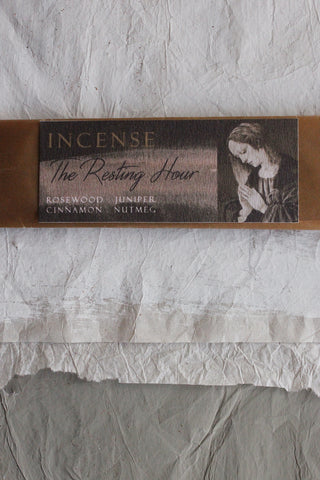 INCENSE
The Resting Hour
ROSEWOOD JUNIPER
CINNAMON NUTMEG